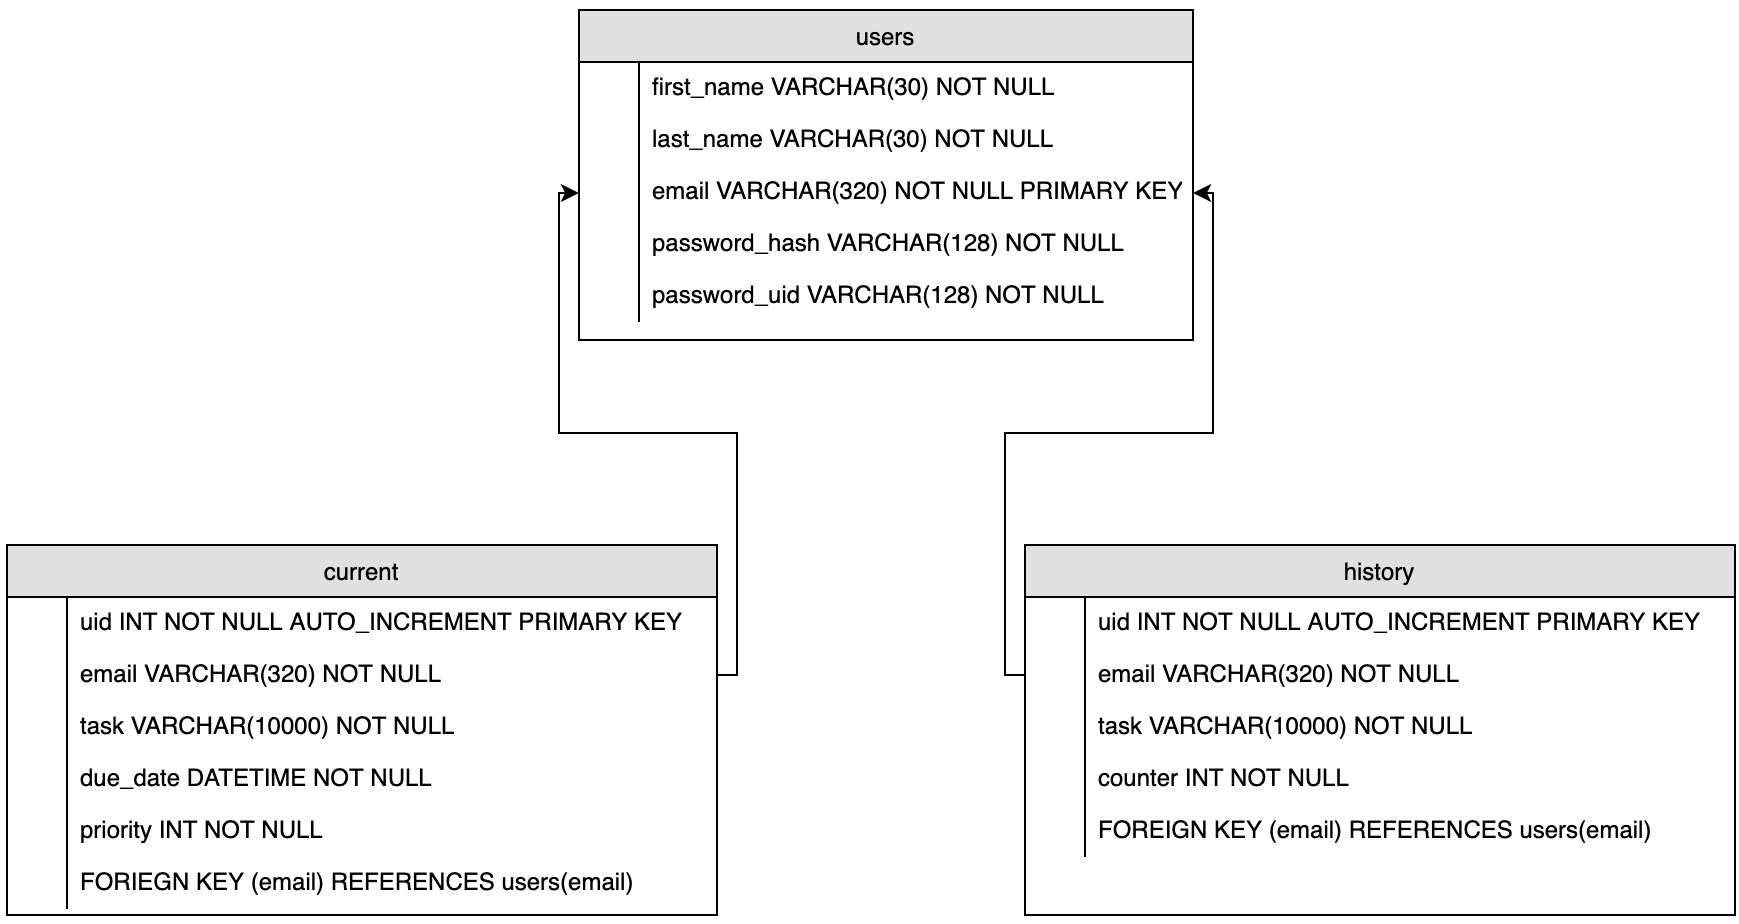 users
first_name VARCHAR(30) NOT NULL
last_name VARCHAR(30) NOT NULL
email VARCHAR(320) NOT NULL PRIMARY KEY
password_hash VARCHAR(128) NOT NULL
password_uid VARCHAR(128) NOT NULL
current
uid INT NOT NULL AUTO_INCREMENT PRIMARY KEY
email VARCHAR(320) NOT NULL
task VARCHAR(10000) NOT NULL
due_date DATETIME NOT NULL
priority INT NOT NULL
FORIEGN KEY (email) REFERENCES users(email)
history
uid INT NOT NULL AUTO_INCREMENT PRIMARY KEY
email VARCHAR(320) NOT NULL
task VARCHAR(10000) NOT NULL
counter INT NOT NULL
FOREIGN KEY (email) REFERENCES users(email)